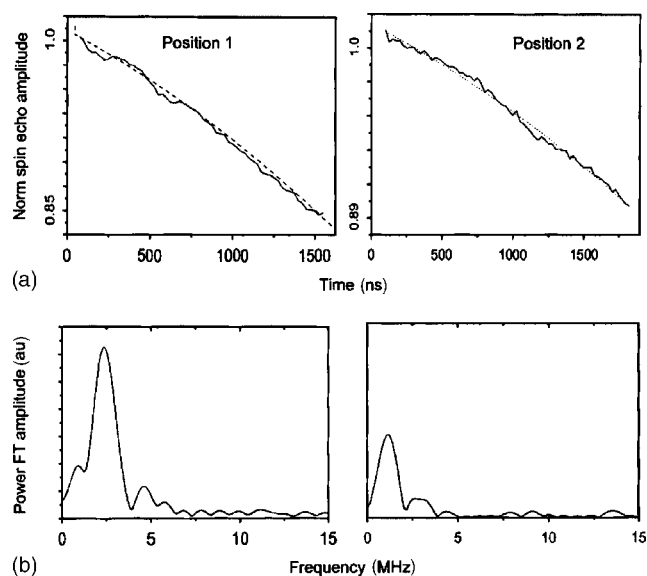 Position 1
Position 2
Norm spin echo amplitude
1.0
0.85
1.0
0.89
0 500 1000 1500
0 500 1000 1500
(a)
Time (ns)
Power FT amplitude (au)
0 5 10 15
0 5 10 15
(b)
Frequency (MHz)